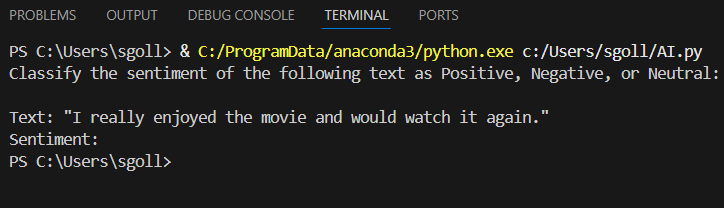 PROBLEMS OUTPUT DEBUG CONSOLE TERMINAL PORTS
PS C:\Users\sgoll> & C:/ProgramData/anaconda3/python.exe c:/Users/sgoll/AI.py
Classify the sentiment of the following text as Positive, Negative, or Neutral:
Text: "I really enjoyed the movie and would watch it again."
Sentiment:
PS C:\Users\sgoll>